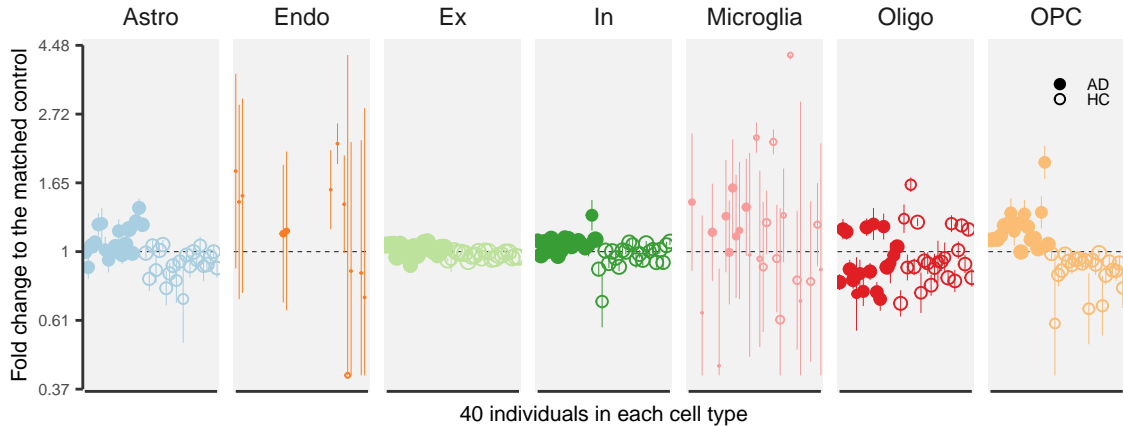 Astro Endo Ex In Microglia Oligo OPC
Fold change to the matched control
4.48
2.72
1.65
1
0.61
0.37
AD
HC
40 individuals in each cell type